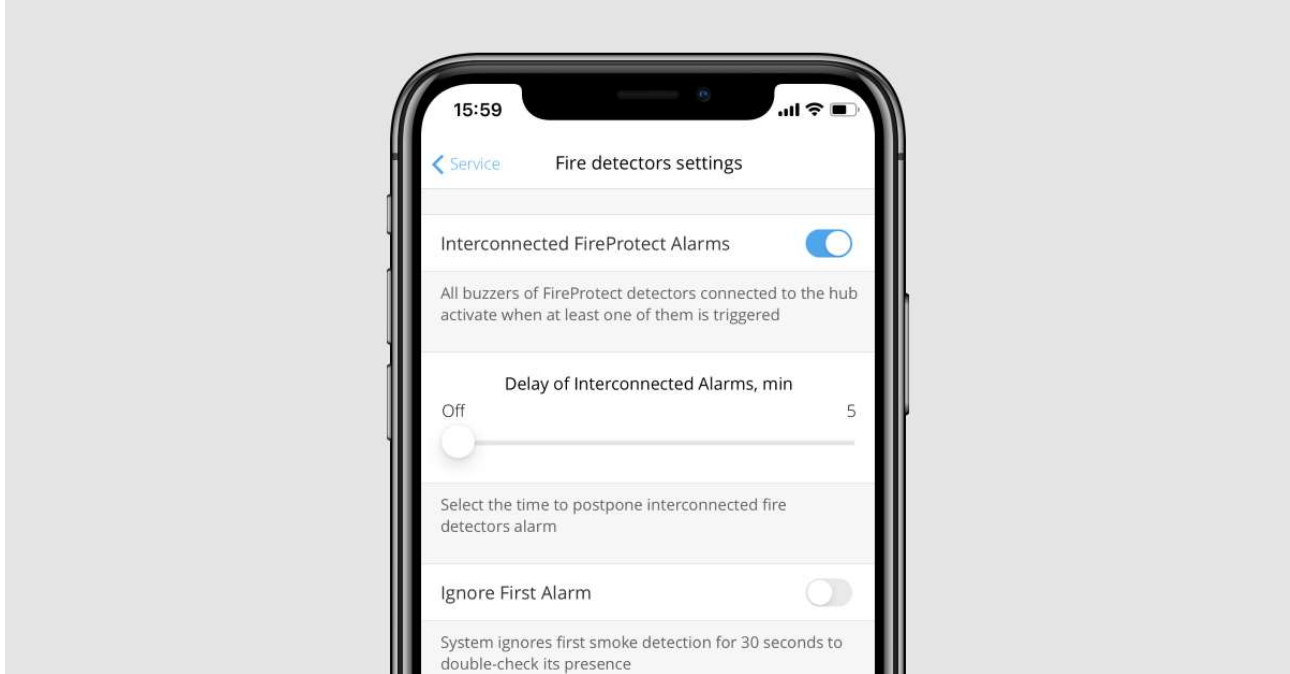 15:59
Service
Fire detectors settings
Interconnected FireProtect Alarms
All buzzers of FireProtect detectors connected to the hub
activate when at least one of them is triggered
Delay of Interconnected Alarms, min
Off 5
Select the time to postpone interconnected fire
detectors alarm
Ignore First Alarm
System ignores first smoke detection for 30 seconds to
double-check its presence